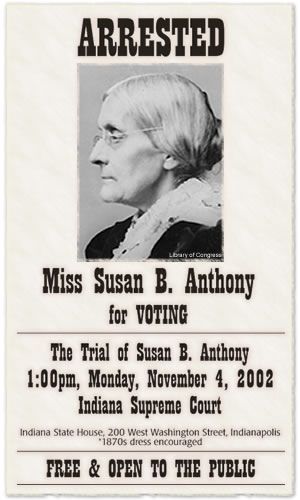 ARRESTED
Library of Congress
Miss Susan B. Anthony
for VOTING
The Trial of Susan B. Anthony
1:00pm, Monday, November 4, 2002
Indiana Supreme Court
Indiana State House, 200 West Washington Street, Indianapolis
*1870s dress encouraged
FREE & OPEN TO THE PUBLIC